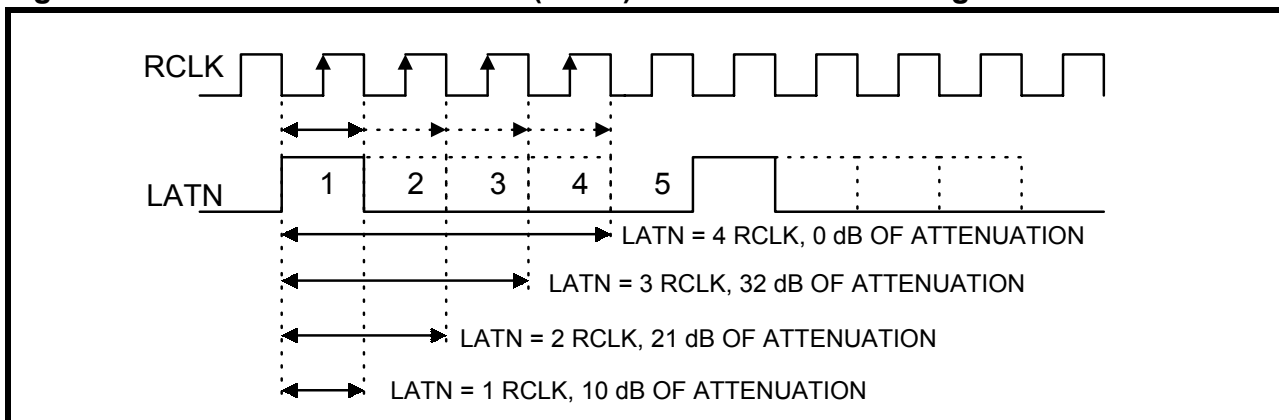 RCLK
LATN
1 2 3 4 5
LATN = 4 RCLK, 0 dB OF ATTENUATION
LATN = 3 RCLK, 32 dB OF ATTENUATION
LATN = 2 RCLK, 21 dB OF ATTENUATION
LATN = 1 RCLK, 10 dB OF ATTENUATION